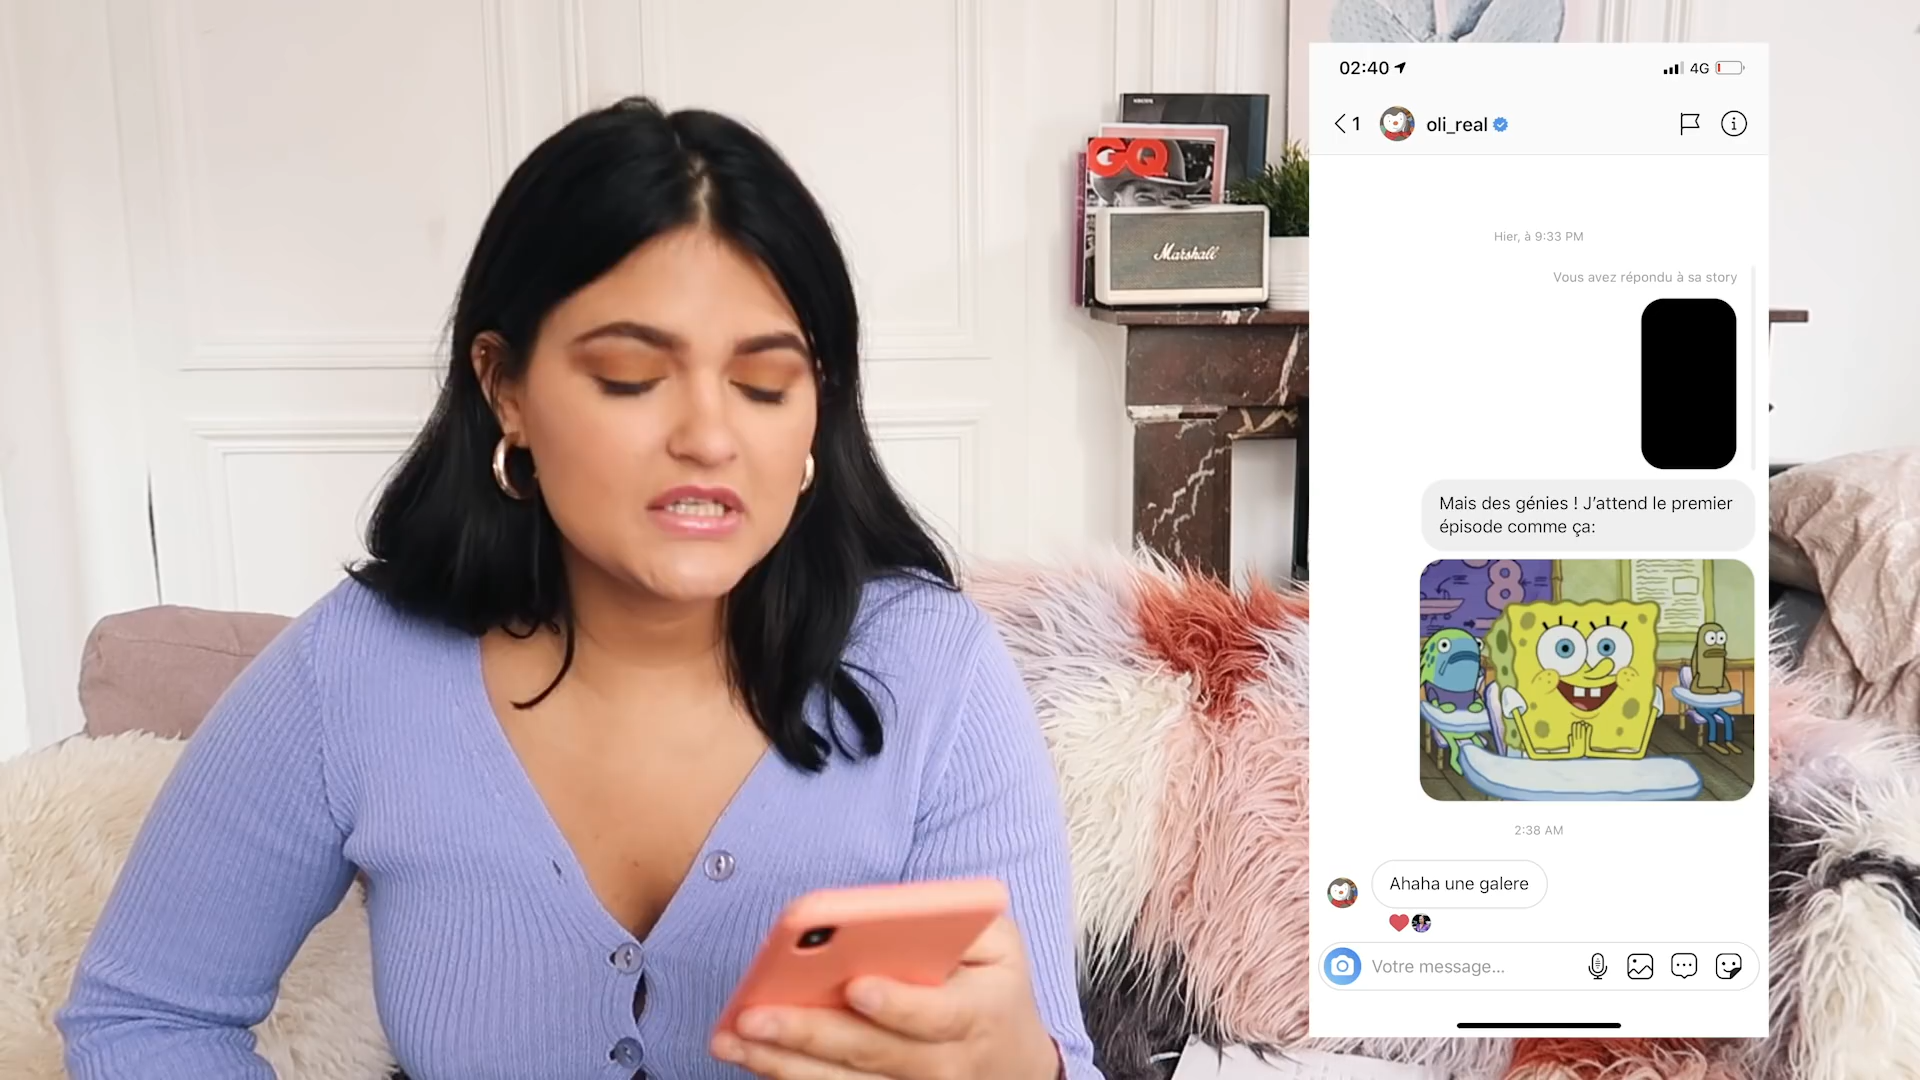 GQ
Marshall
02:40
4G
1
oli_real
Hier, à 9:33 PM
Vous avez répondu à sa story
Mais des génies ! J'attend le premier
épisode comme ça:
8
2:38 AM
Ahaha une galere
Votre message...